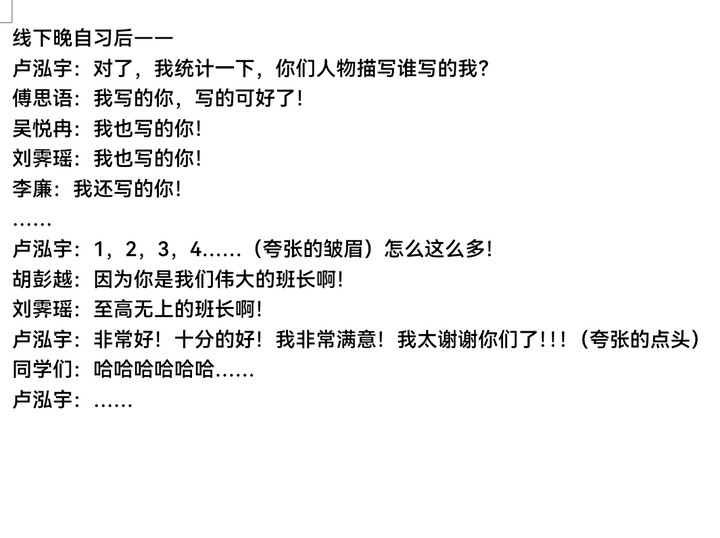 线下晚自习后一一
卢泓宇：对了，我统计一下，你们人物描写谁写的我？
傅思语：我写的你，写的可好了！
吴悦冉：我也写的你！
刘霁瑶：我也写的你！
李廉：我还写的你！
……
卢泓宇：1，2，3，4……（夸张的皱眉）怎么这么多！
胡彭越：因为你是我们伟大的班长啊！
刘霁瑶：至高无上的班长啊！
卢泓宇：非常好！十分的好！我非常满意！我太谢谢你们了！！！（夸张的点头）
同学们：哈哈哈哈哈哈……
卢泓宇：……